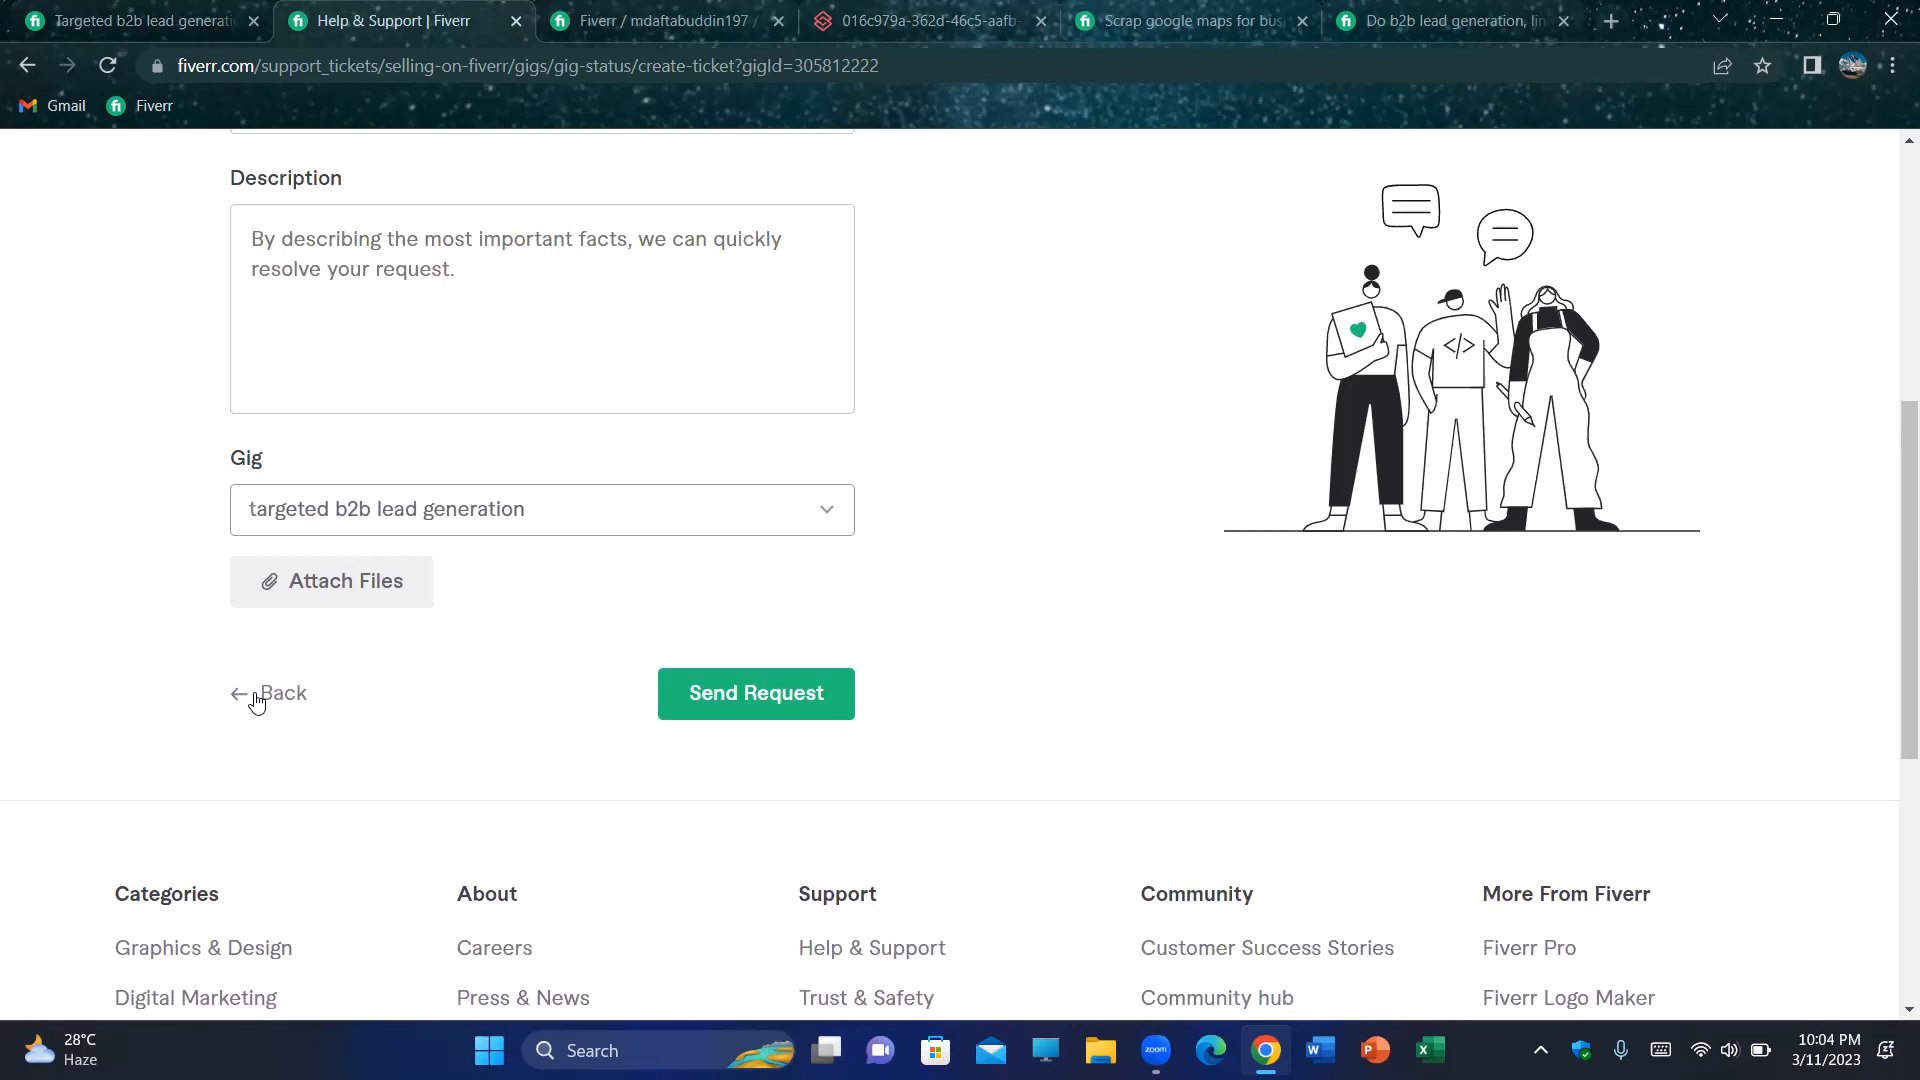 Targeted b2b lead generati
Help & Support | Fiverr
Fiverr / mdaftabuddin197 /
016c979a-362d-46c5-aafb-
Scrap google maps for bus
Do b2b lead generation, lin
fiverr.com/support_tickets/selling-on-fiverr/gigs/gig-status/create-ticket?gigId=305812222
Gmail
Fiverr
Description
By describing the most important facts, we can quickly
resolve your request.
Gig
targeted b2b lead generation
Attach Files
Back
Send Request
Categories
About
Support
Community
More From Fiverr
Graphics & Design
Careers
Help & Support
Customer Success Stories
Fiverr Pro
Digital Marketing
Press & News
Trust & Safety
Community hub
Fiverr Logo Maker
28°C
Haze
Search
zoom
10:04 PM
3/11/2023